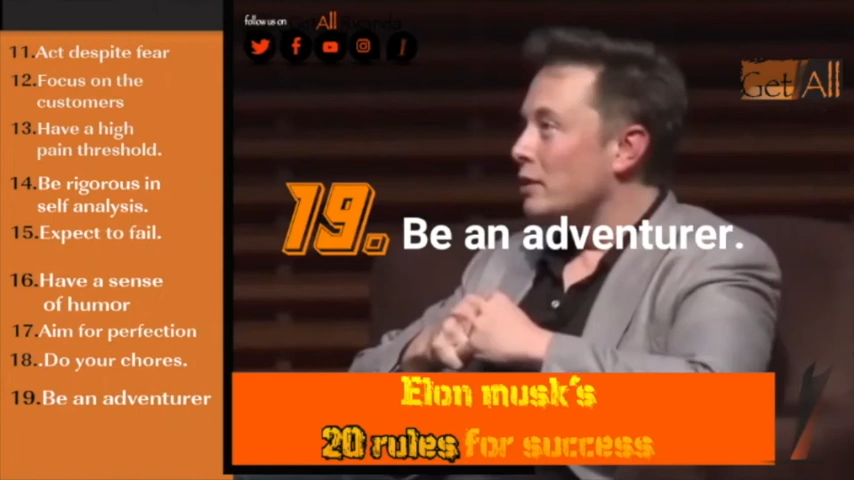 11.Act despite fear
12.Focus on the
customers
13.Have a high
pain threshold.
14.Be rigorous in
self analysis.
15.Expect to fail.
16.Have a sense
of humor
17.Aim for perfection
18..Do your chores.
19.Be an adventurer
follow us on
Get All
Get All
19. Be an adventurer.
Elon musk's
20 rules for success